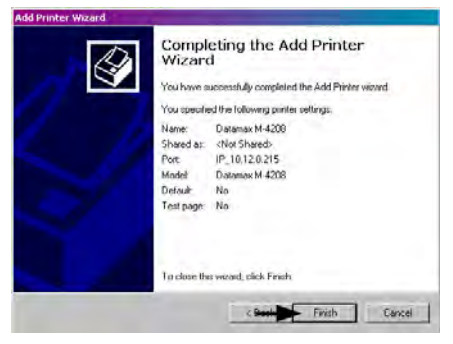 Add Printer Wizard
Completing the Add Printer
Wizard
You have successfully completed the Add Printer wizard.
You specified the following printer settings:
Name: Datamax M-4208
Shared as: <Not Shared>
Port: IP_10.12.0.215
Model: Datamax M-4208
Default: No
Test page: No
To close this wizard, click Finish.
< Back Finish Cancel